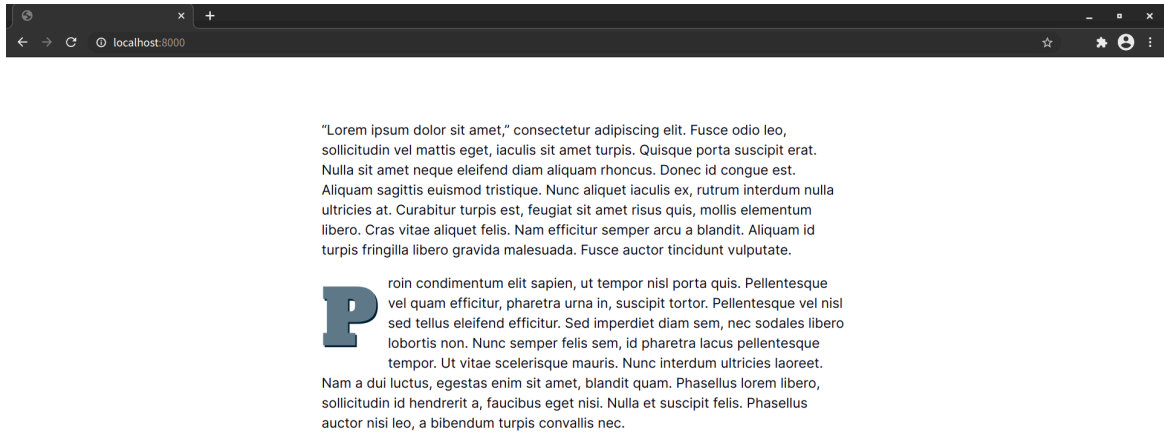 localhost:8000
“Lorem ipsum dolor sit amet,” consectetur adipiscing elit. Fusce odio leo,
sollicitudin vel mattis eget, iaculis sit amet turpis. Quisque porta suscipit erat.
Nulla sit amet neque eleifend diam aliquam rhoncus. Donec id congue est.
Aliquam sagittis euismod tristique. Nunc aliquet iaculis ex, rutrum interdum nulla
ultricies at. Curabitur turpis est, feugiat sit amet risus quis, mollis elementum
libero. Cras vitae aliquet felis. Nam efficitur semper arcu a blandit. Aliquam id
turpis fringilla libero gravida malesuada. Fusce auctor tincidunt vulputate.
Proin condimentum elit sapien, ut tempor nisl porta quis. Pellentesque
vel quam efficitur, pharetra urna in, suscipit tortor. Pellentesque vel nisl
sed tellus eleifend efficitur. Sed imperdiet diam sem, nec sodales libero
lobortis non. Nunc semper felis sem, id pharetra lacus pellentesque
tempor. Ut vitae scelerisque mauris. Nunc interdum ultricies laoreet.
Nam a dui luctus, egestas enim sit amet, blandit quam. Phasellus lorem libero,
sollicitudin id hendrerit a, faucibus eget nisi. Nulla et suscipit felis. Phasellus
auctor nisi leo, a bibendum turpis convallis nec.